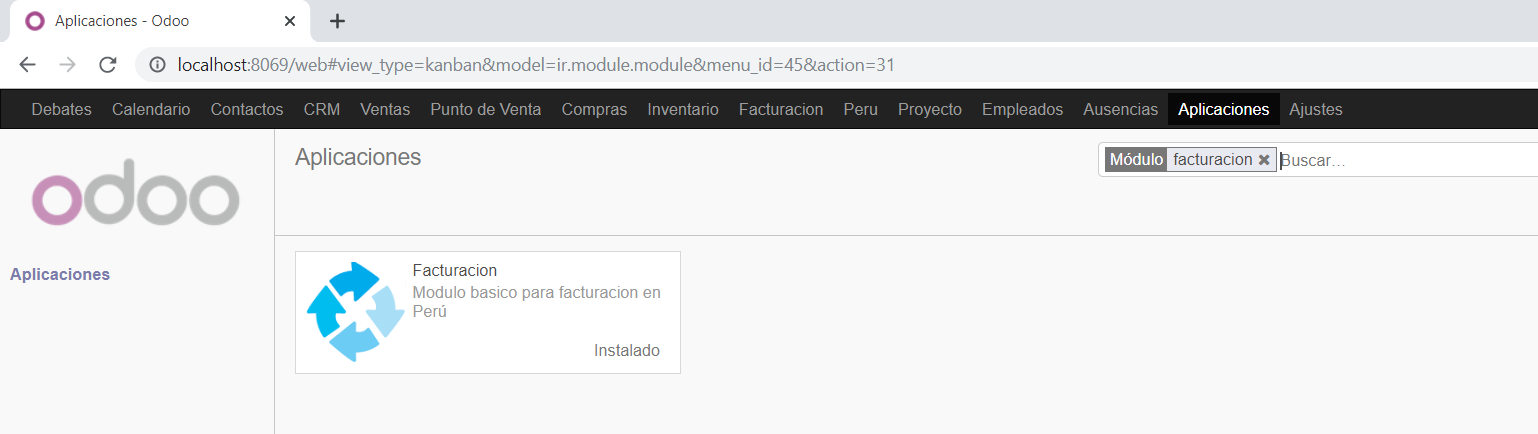 Aplicaciones - Odoo
localhost:8069/web#view_type=kanban&model=ir.module.module&menu_id=45&action=31
Debates Calendario Contactos CRM Ventas Punto de Venta Compras Inventario Facturacion Peru Proyecto Empleados Ausencias Aplicaciones Ajustes
odoo
Aplicaciones
Aplicaciones
Módulo facturacion Buscar...
Facturacion
Modulo basico para facturacion en
Perú
Instalado